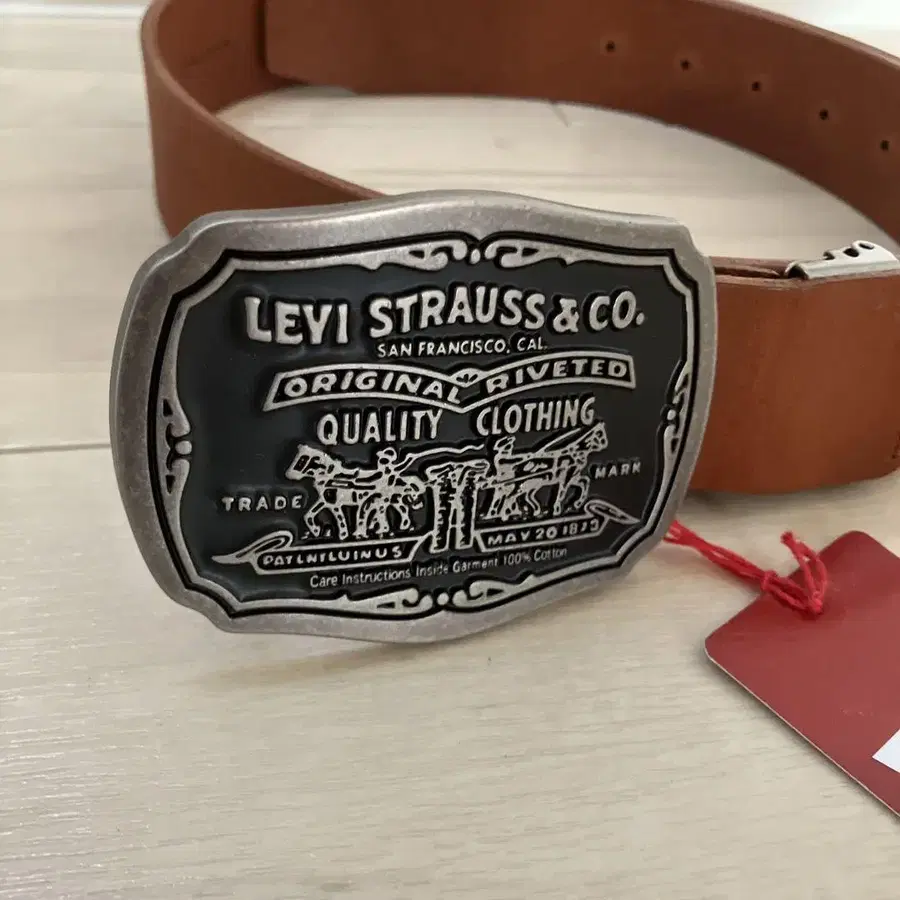 LEVI STRAUSS & CO.
SAN FRANCISCO, CAL.
ORIGINAL RIVETED
QUALITY CLOTHING
TRADE MARK
MAY 20 1873
Care Instructions Inside Garment 100% Cotton